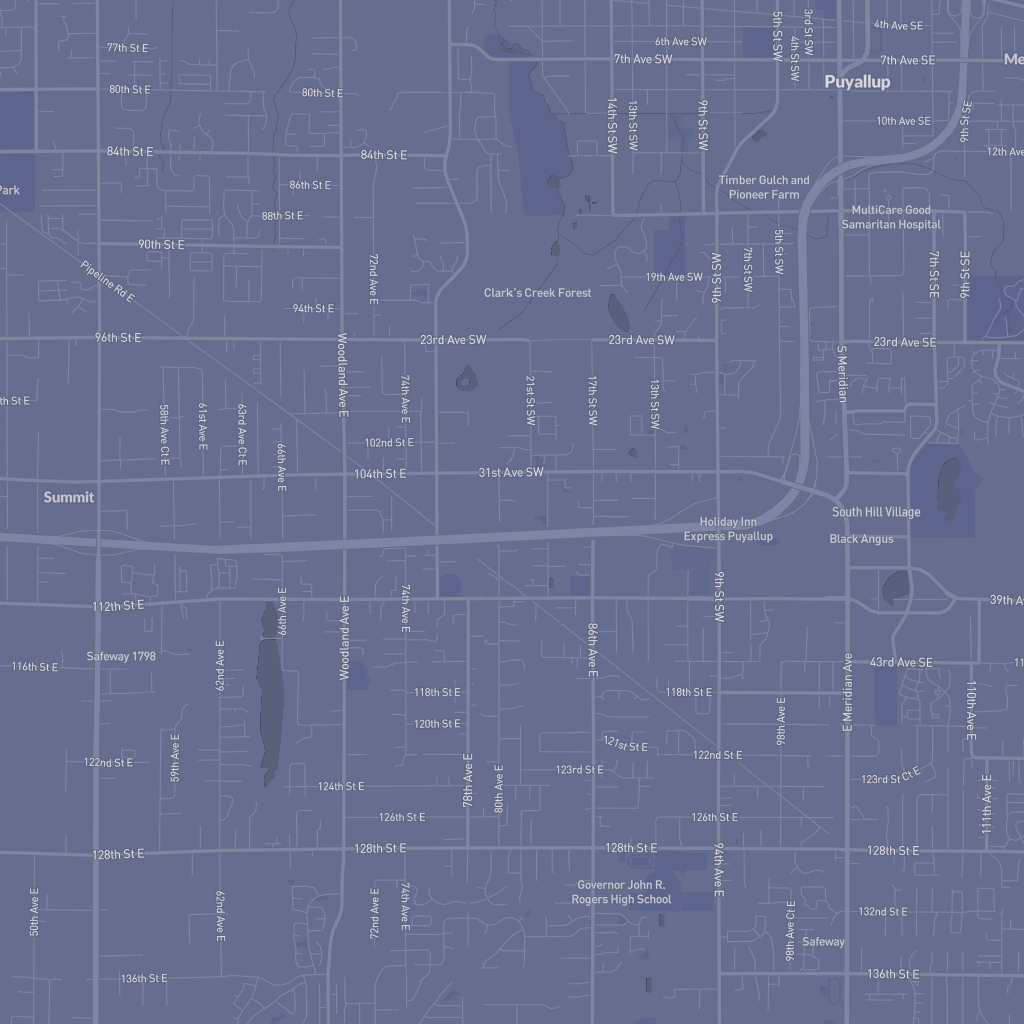 5th St SW
3rd St SW
4th Ave SE
77th St E
6th Ave SW
4th St SW
7th Ave SW
7th Ave SE
Me
80th St E
80th St E
Puyallup
14th St SW
13th St SW
9th St SW
10th Ave SE
9th St SE
84th St E
84th St E
12th Ave
86th St E
Timber Gulch and
Pioneer Farm
Park
88th St E
MultiCare Good
Samaritan Hospital
90th St E
5th St SW
Pipeline Rd E
72nd Ave E
9th St SW
7th St SW
7th St SE
9th St SE
19th Ave SW
Clark's Creek Forest
94th St E
96th St E
23rd Ave SW
23rd Ave SW
23rd Ave SE
Woodland Ave E
S Meridian
th St E
58th Ave Ct E
61st Ave E
63rd Ave Ct E
74th Ave E
21st St SW
17th St SW
13th St SW
66th Ave E
102nd St E
104th St E
31st Ave SW
Summit
South Hill Village
Holiday Inn
Express Puyallup
Black Angus
112th St E
66th Ave E
Woodland Ave E
74th Ave E
9th St SW
39th A
86th Ave E
Safeway 1798
116th St E
62nd Ave E
43rd Ave SE
11
118th St E
118th St E
E Meridian Ave
110th Ave E
98th Ave E
120th St E
59th Ave E
121st St E
122nd St E
122nd St E
78th Ave E
80th Ave E
123rd St E
123rd St Ct E
124th St E
111th Ave E
126th St E
126th St E
128th St E
128th St E
128th St E
128th St E
94th Ave E
Governor John R.
Rogers High School
50th Ave E
62nd Ave E
72nd Ave E
74th Ave E
98th Ave Ct E
132nd St E
Safeway
136th St E
136th St E